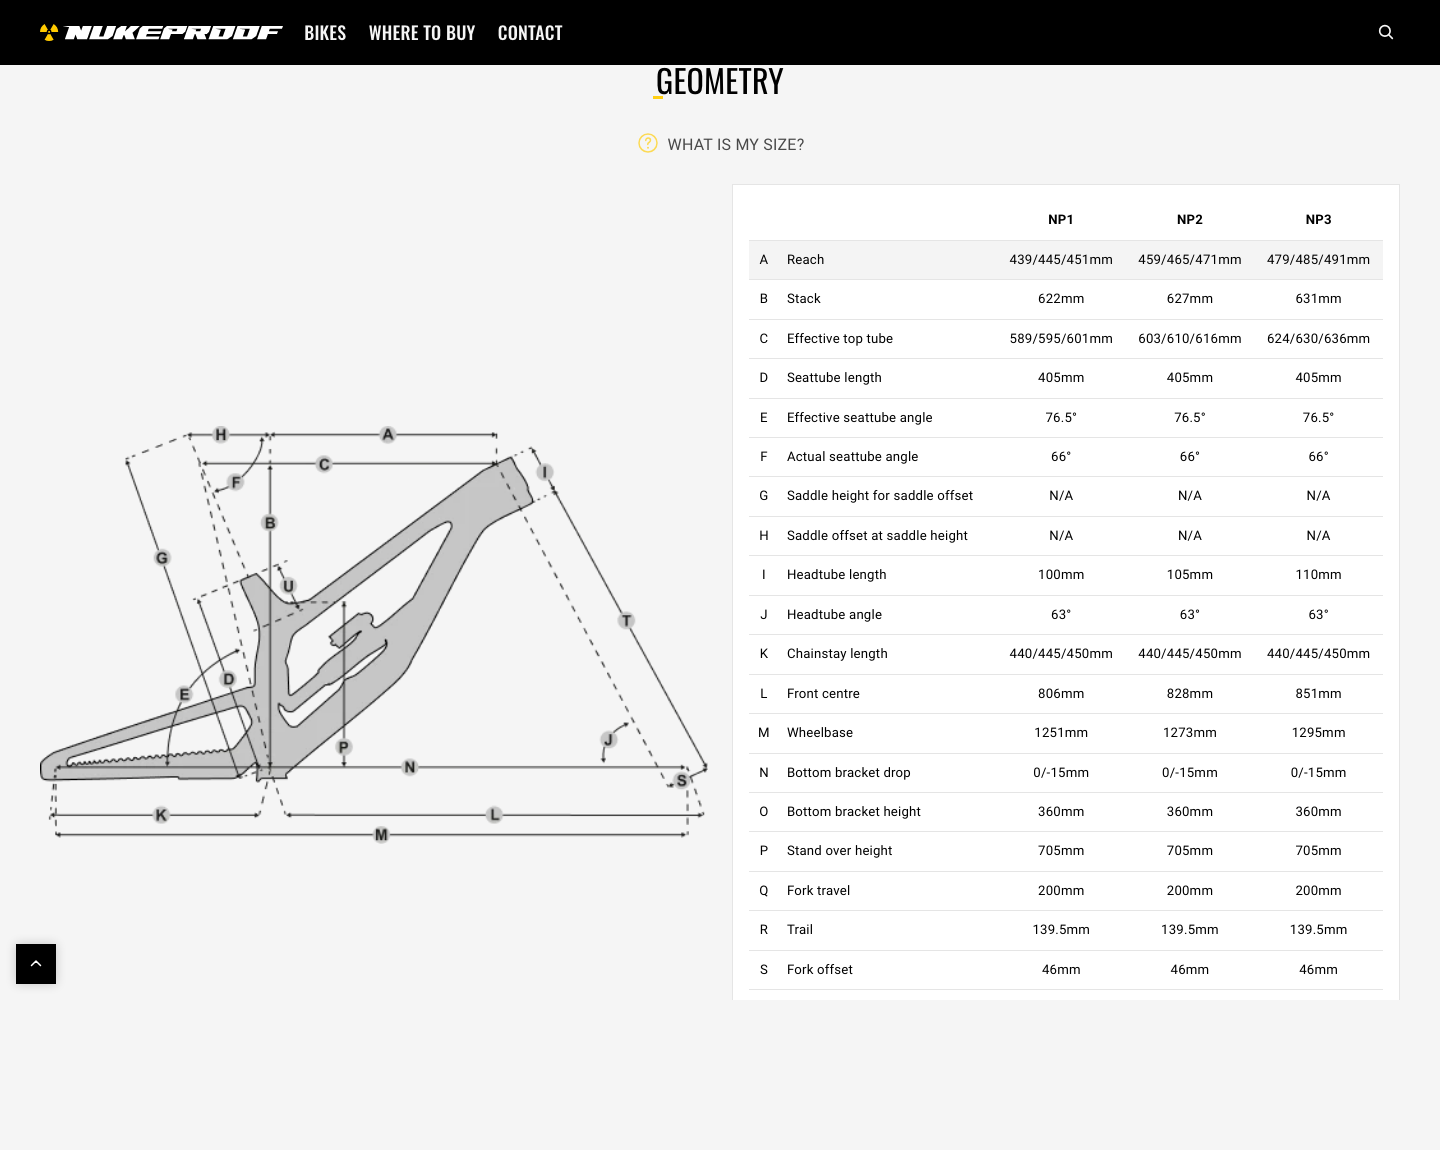 NUKEPROOF BIKES WHERE TO BUY CONTACT
GEOMETRY
? WHAT IS MY SIZE?
NP1 NP2 NP3
A Reach 439/445/451mm 459/465/471mm 479/485/491mm
B Stack 622mm 627mm 631mm
C Effective top tube 589/595/601mm 603/610/616mm 624/630/636mm
D Seattube length 405mm 405mm 405mm
E Effective seattube angle 76.5° 76.5° 76.5°
F Actual seattube angle 66° 66° 66°
G Saddle height for saddle offset N/A N/A N/A
H Saddle offset at saddle height N/A N/A N/A
I Headtube length 100mm 105mm 110mm
J Headtube angle 63° 63° 63°
K Chainstay length 440/445/450mm 440/445/450mm 440/445/450mm
L Front centre 806mm 828mm 851mm
M Wheelbase 1251mm 1273mm 1295mm
N Bottom bracket drop 0/-15mm 0/-15mm 0/-15mm
O Bottom bracket height 360mm 360mm 360mm
P Stand over height 705mm 705mm 705mm
Q Fork travel 200mm 200mm 200mm
R Trail 139.5mm 139.5mm 139.5mm
S Fork offset 46mm 46mm 46mm
H A
C
I
F
B
G
U
T
D
E
J
P
N
S
K L
M